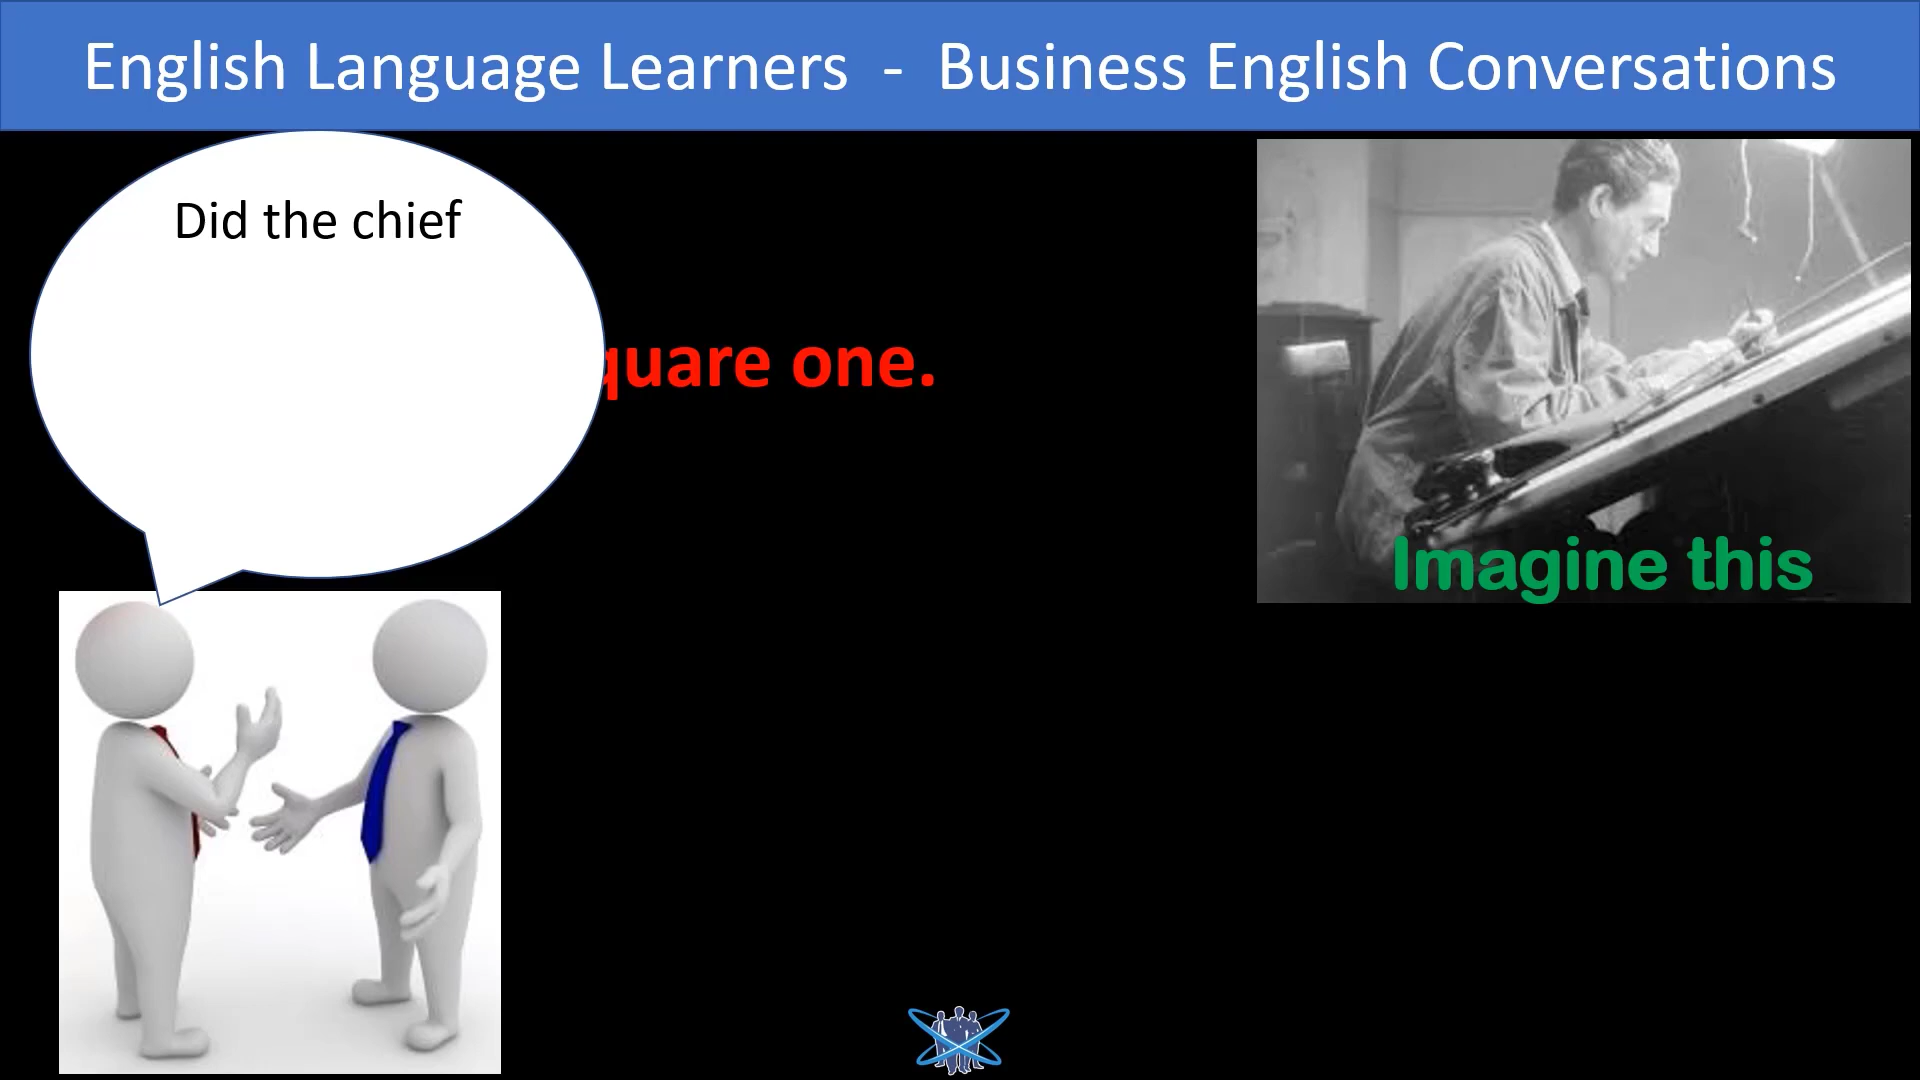 English Language Learners - Business English Conversations
Did the chief
quare one.
Imagine this